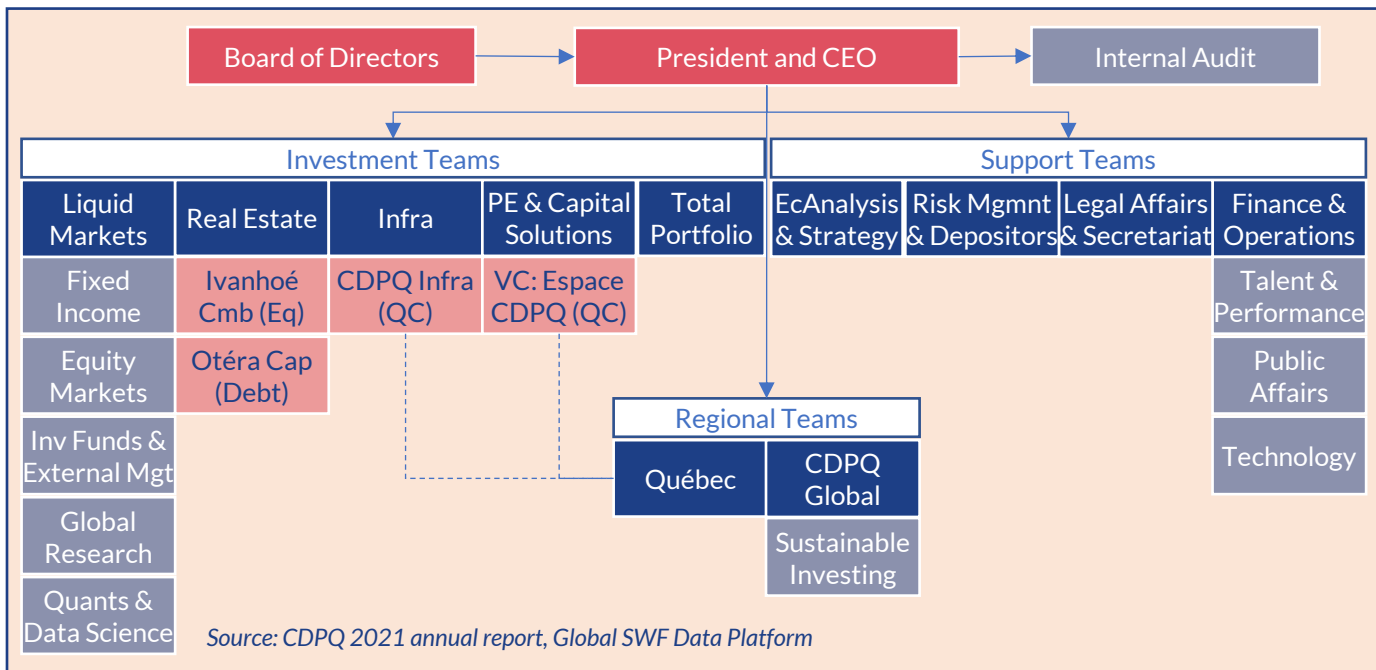 Board of Directors
President and CEO
Internal Audit
Investment Teams
Support Teams
Liquid
Markets
Real Estate
Infra
PE & Capital
Solutions
Total
Portfolio
EcAnalysis
& Strategy
Risk Mgmnt
& Depositors
Legal Affairs
& Secretariat
Finance &
Operations
Fixed
Income
Ivanhoé
Cmb (Eq)
CDPQ Infra
(QC)
VC: Espace
CDPQ (QC)
Talent &
Performance
Equity
Markets
Otéra Cap
(Debt)
Public
Affairs
Regional Teams
Inv Funds &
External Mgt
Québec
CDPQ
Global
Technology
Global
Research
Sustainable
Investing
Quants &
Data Science
Source: CDPQ 2021 annual report, Global SWF Data Platform